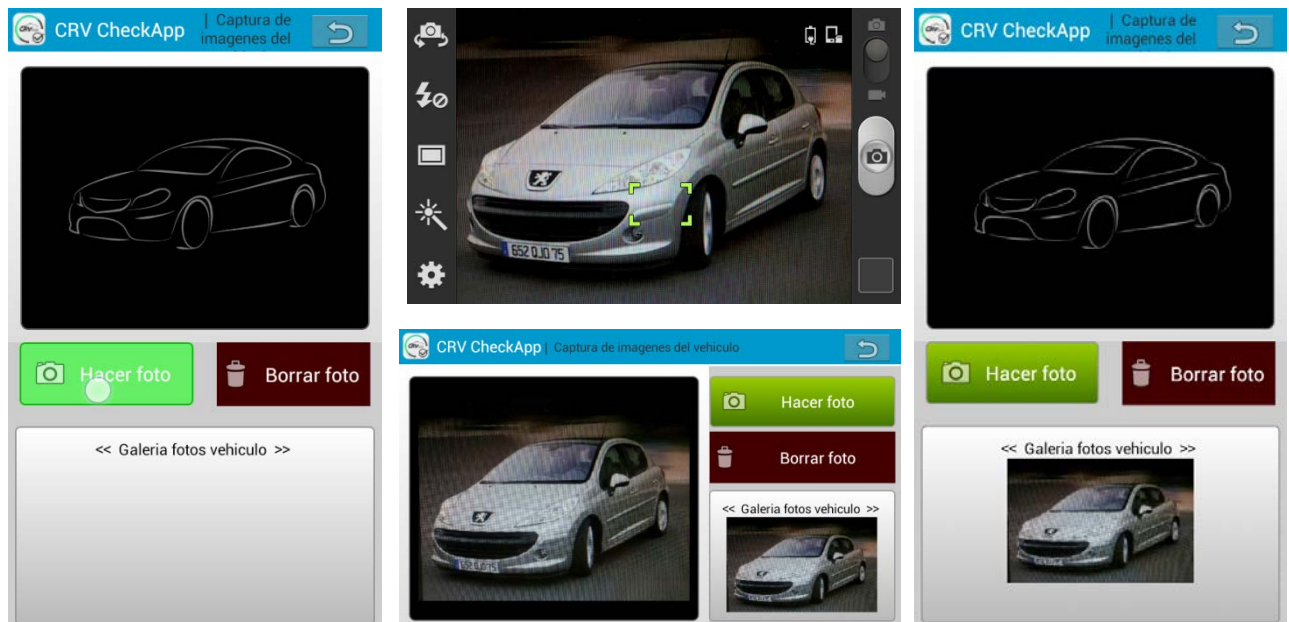 CRV CheckApp
| Captura de
imagenes del
Hacer foto
Borrar foto
<< Galeria fotos vehiculo >>
652 QJD 75
CRV CheckApp | Captura de imagenes del vehiculo
Hacer foto
Borrar foto
<< Galeria fotos vehiculo >>
CRV CheckApp
| Captura de
imagenes del
Hacer foto
Borrar foto
<< Galeria fotos vehiculo >>